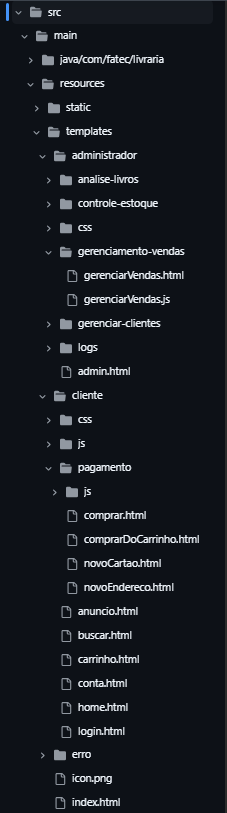 src
main
java/com/fatec/livraria
resources
static
templates
administrador
analise-livros
controle-estoque
css
gerenciamento-vendas
gerenciarVendas.html
gerenciarVendas.js
gerenciar-clientes
logs
admin.html
cliente
css
js
pagamento
js
comprar.html
comprarDoCarrinho.html
novoCartao.html
novoEndereco.html
anuncio.html
buscar.html
carrinho.html
conta.html
home.html
login.html
erro
icon.png
index.html